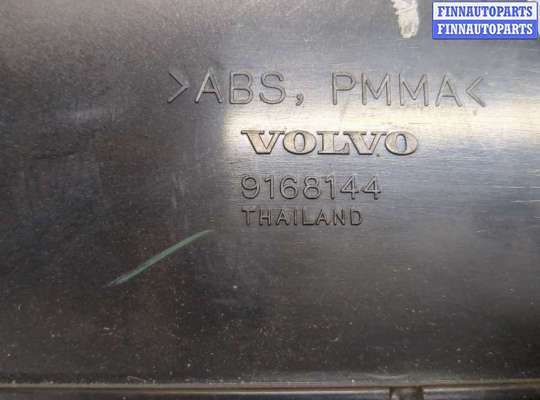 FINNAUTOPARTS
FINNAUTOPARTS
>ABS, PMMA<
VOLVO
9168144
THAILAND